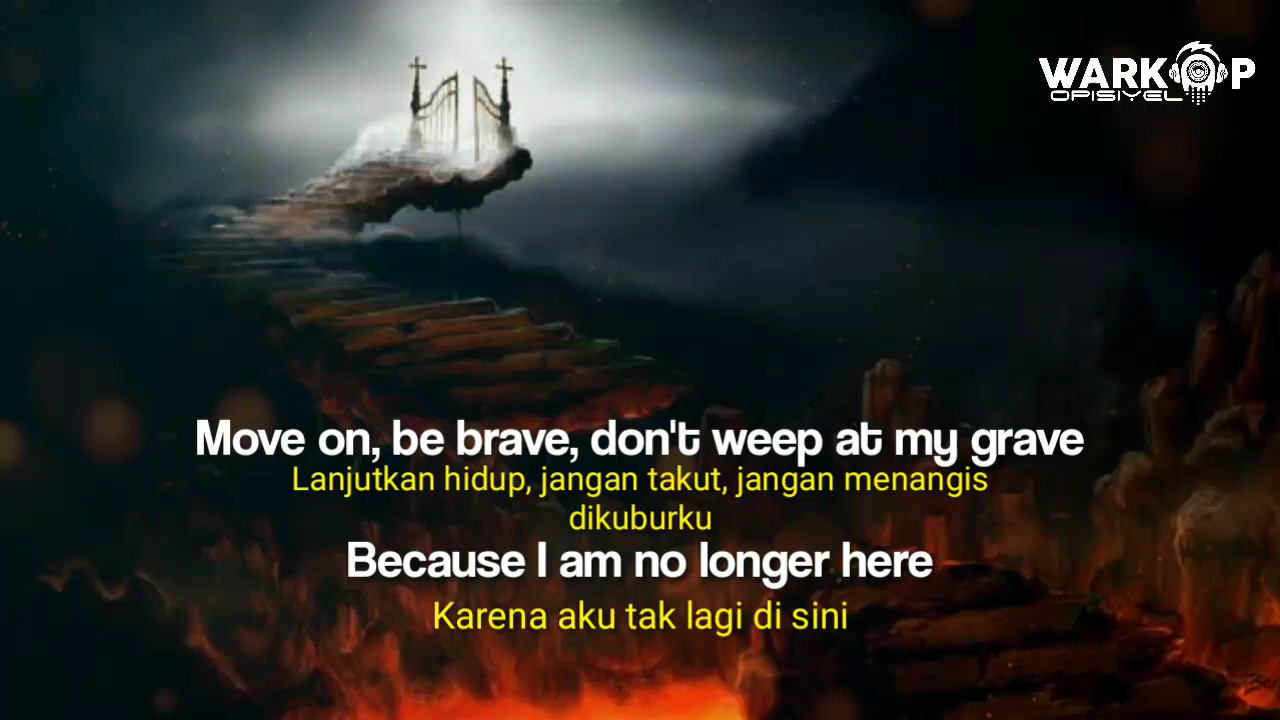 WARKOP
OPISIYEL
Move on, be brave, don't weep at my grave
Lanjutkan hidup, jangan takut, jangan menangis
dikuburku
Because I am no longer here
Karena aku tak lagi di sini